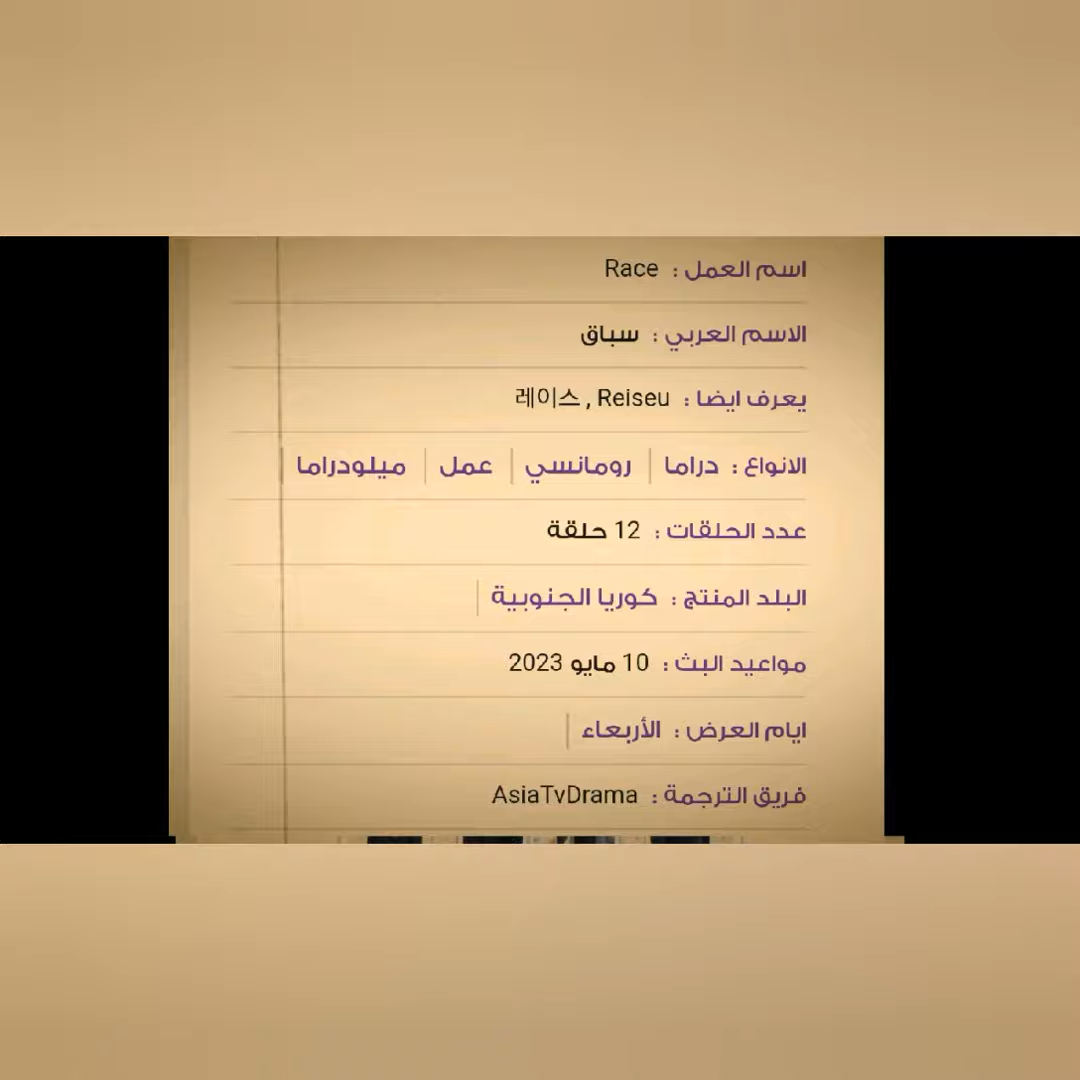 اسم العمل : Race
الاسم العربي : سباق
يعرف ايضا : 레이스 , Reiseu
الانواع : دراما رومانسي عمل ميلودراما
عدد الحلقات : 12 حلقة
البلد المنتج : كوريا الجنوبية
مواعيد البث : 10 مايو 2023
ايام العرض : الأربعاء
فريق الترجمة : AsiaTvDrama